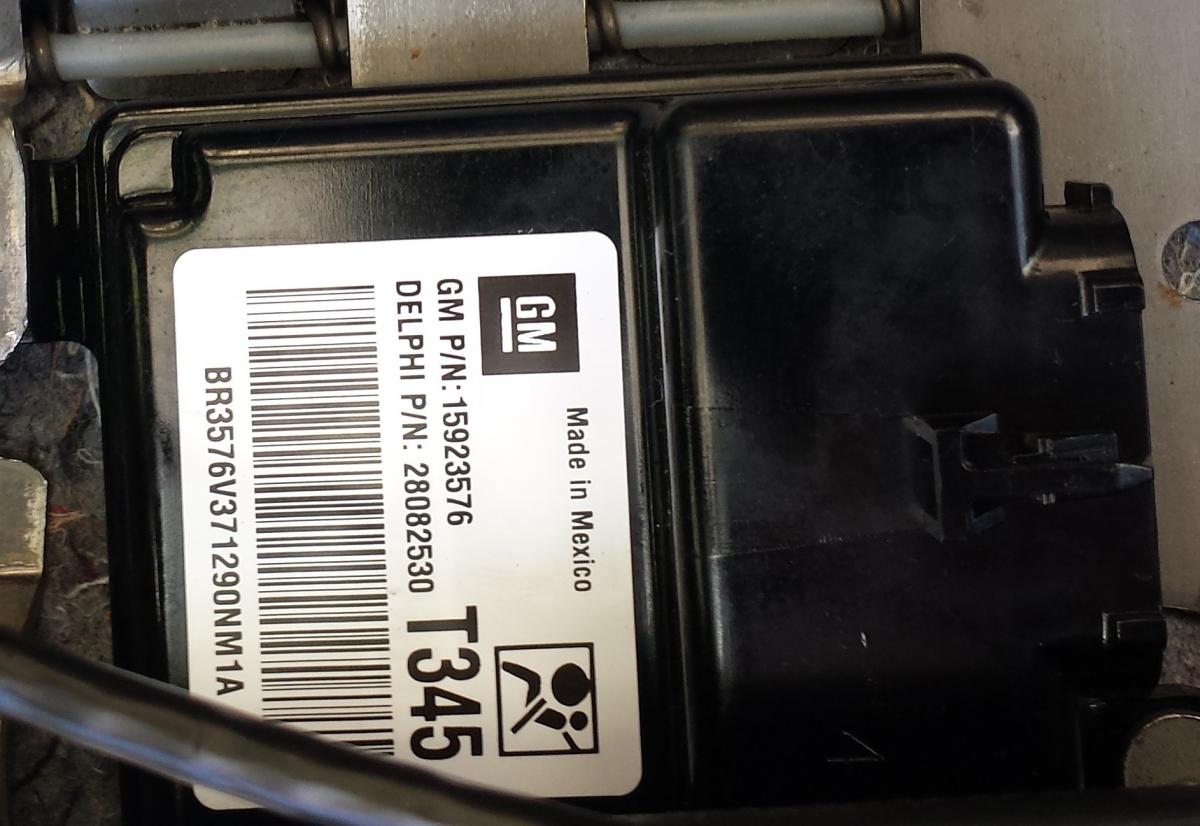 GM
Made in Mexico
GM P/N:15923576
DELPHI P/N: 28082530
T345
BR3576V371290NM1A